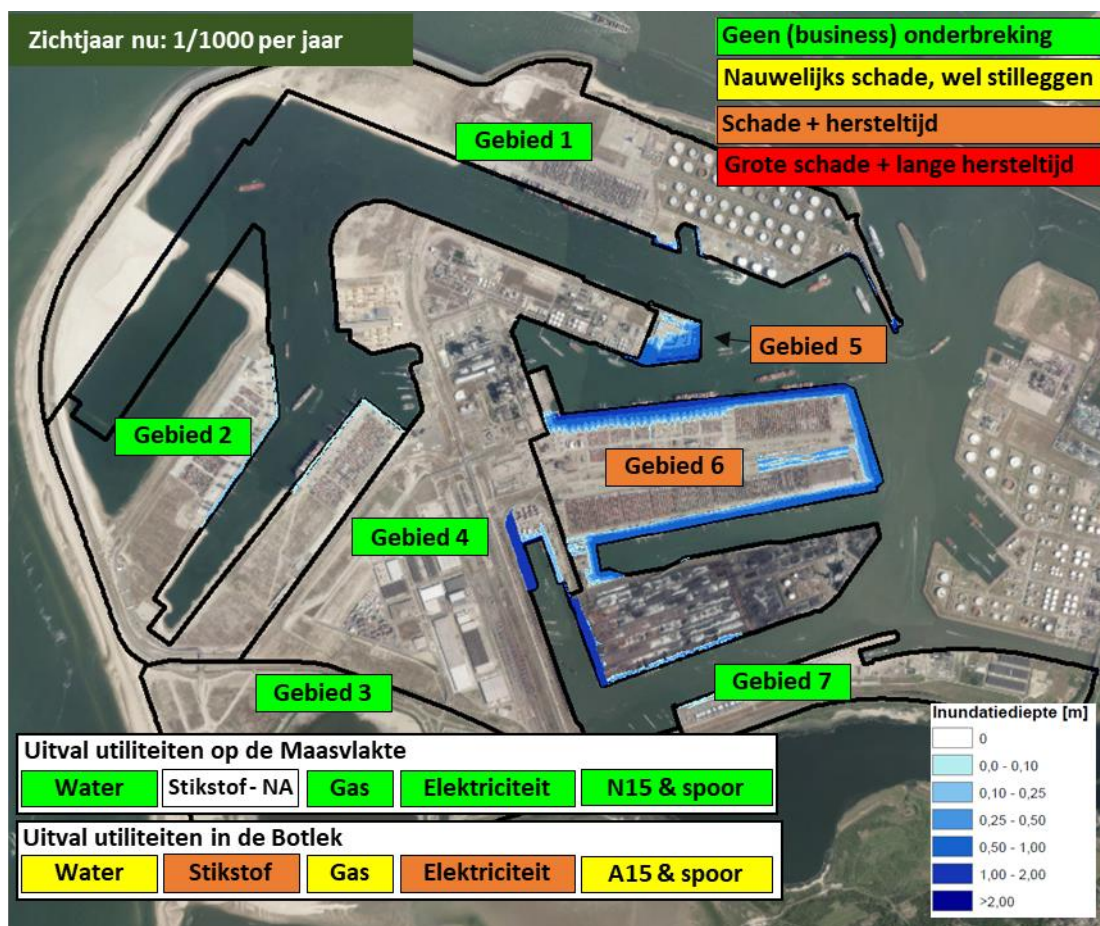 Zichtjaar nu: 1/1000 per jaar
Geen (business) onderbreking
Nauwelijks schade, wel stilleggen
Schade + hersteltijd
Grote schade + lange hersteltijd
Gebied 1
Gebied 5
Gebied 2
Gebied 6
Gebied 4
Gebied 3
Gebied 7
Uitval utiliteiten op de Maasvlakte
Water Stikstof - NA Gas Elektriciteit N15 & spoor
Uitval utiliteiten in de Botlek
Water Stikstof Gas Elektriciteit A15 & spoor
Inundatiediepte [m]
0
0,0 - 0,10
0,10 - 0,25
0,25 - 0,50
0,50 - 1,00
1,00 - 2,00
>2,00